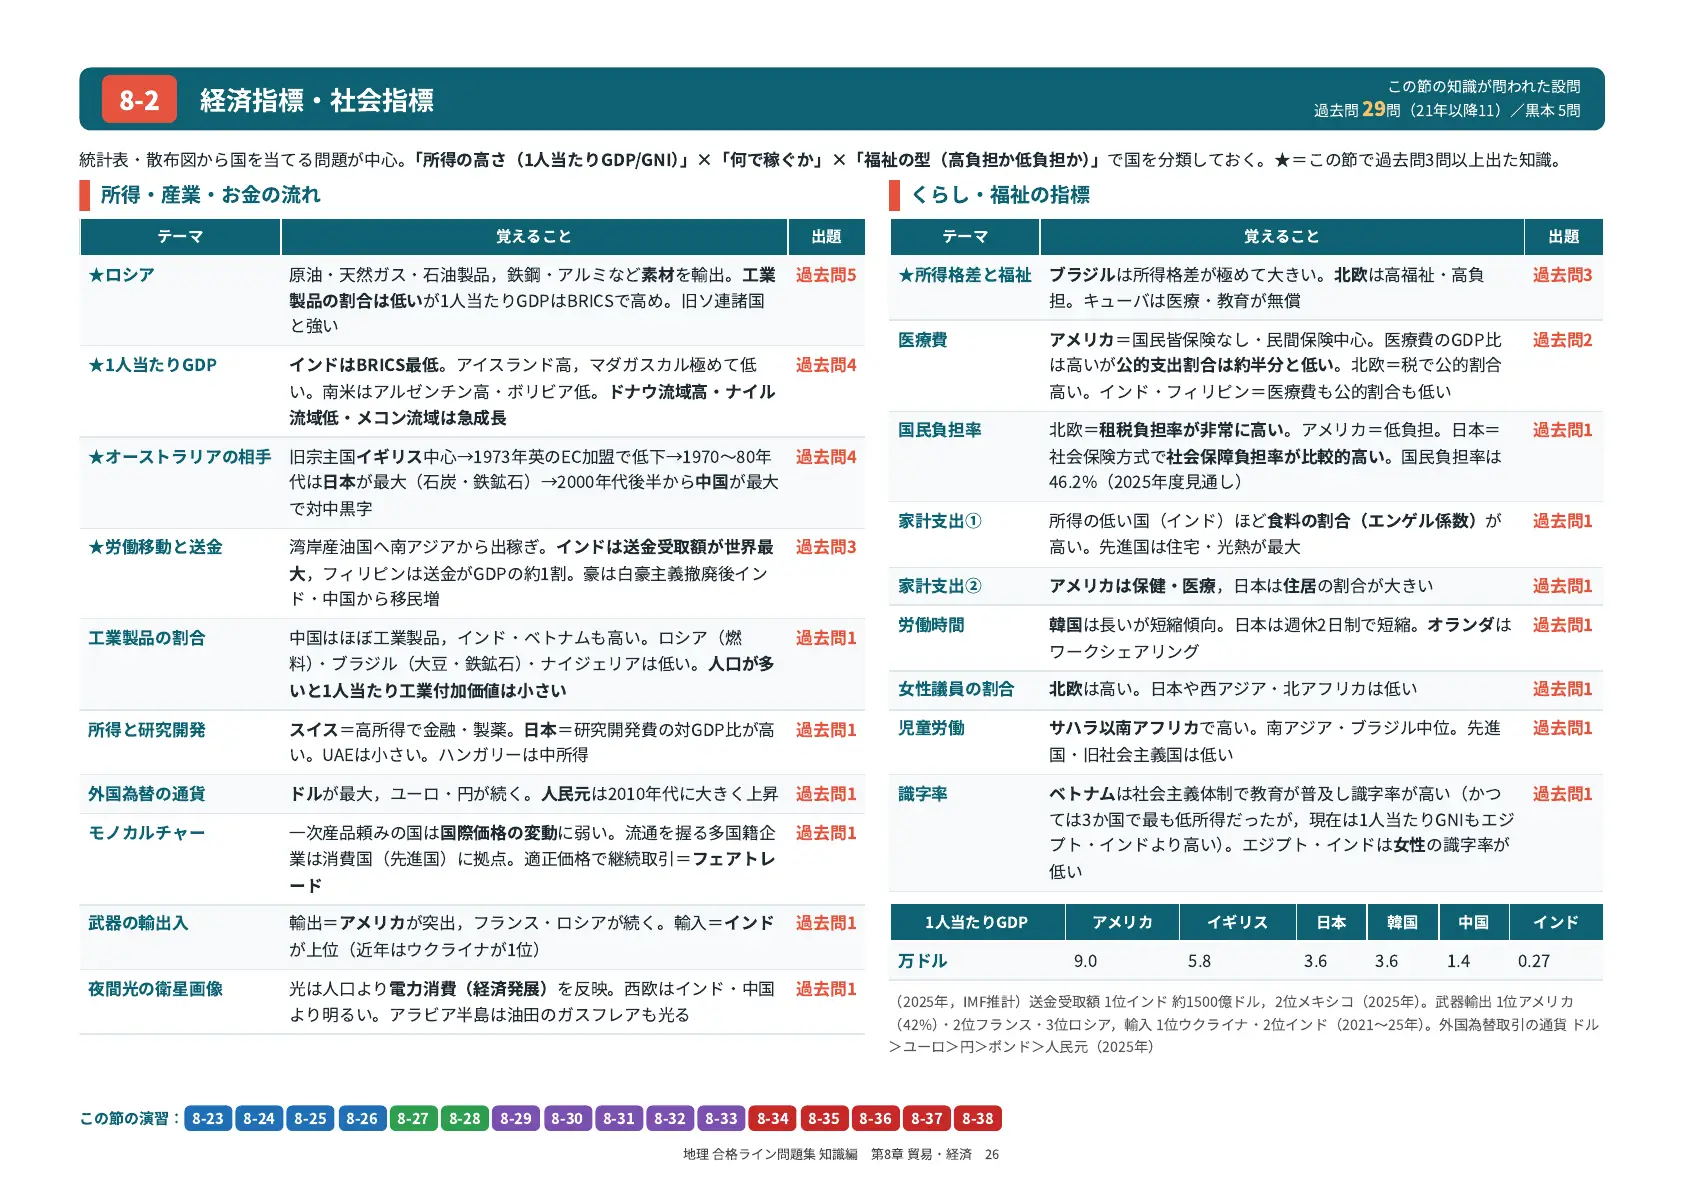 8-2 経済指標・社会指標
この節の知識が問われた設問
過去問 29問（21年以降11）／黒本 5問
統計表・散布図から国を当てる問題が中心。「所得の高さ（1人当たりGDP/GNI）」×「何で稼ぐか」×「福祉の型（高負担か低負担か）」で国を分類しておく。★＝この節で過去問3問以上出た知識。
所得・産業・お金の流れ
テーマ 覚えること 出題
★ロシア 原油・天然ガス・石油製品，鉄鋼・アルミなど素材を輸出。工業 過去問5
製品の割合は低いが1人当たりGDPはBRICSで高め。旧ソ連諸国
と強い
★1人当たりGDP インドはBRICS最低。アイスランド高，マダガスカル極めて低 過去問4
い。南米はアルゼンチン高・ボリビア低。ドナウ流域高・ナイル
流域低・メコン流域は急成長
★オーストラリアの相手 旧宗主国イギリス中心→1973年英のEC加盟で低下→1970〜80年 過去問4
代は日本が最大（石炭・鉄鉱石）→2000年代後半から中国が最大
で対中黒字
★労働移動と送金 湾岸産油国へ南アジアから出稼ぎ。インドは送金受取額が世界最 過去問3
大，フィリピンは送金がGDPの約1割。豪は白豪主義撤廃後イン
ド・中国から移民増
工業製品の割合 中国はほぼ工業製品，インド・ベトナムも高い。ロシア（燃 過去問1
料）・ブラジル（大豆・鉄鉱石）・ナイジェリアは低い。人口が多
いと1人当たり工業付加価値は小さい
所得と研究開発 スイス＝高所得で金融・製薬。日本＝研究開発費の対GDP比が高 過去問1
い。UAEは小さい。ハンガリーは中所得
外国為替の通貨 ドルが最大，ユーロ・円が続く。人民元は2010年代に大きく上昇 過去問1
モノカルチャー 一次産品頼みの国は国際価格の変動に弱い。流通を握る多国籍企 過去問1
業は消費国（先進国）に拠点。適正価格で継続取引＝フェアトレ
ード
武器の輸出入 輸出＝アメリカが突出，フランス・ロシアが続く。輸入＝インド 過去問1
が上位（近年はウクライナが1位）
夜間光の衛星画像 光は人口より電力消費（経済発展）を反映。西欧はインド・中国 過去問1
より明るい。アラビア半島は油田のガスフレアも光る
くらし・福祉の指標
テーマ 覚えること 出題
★所得格差と福祉 ブラジルは所得格差が極めて大きい。北欧は高福祉・高負 過去問3
担。キューバは医療・教育が無償
医療費 アメリカ＝国民皆保険なし・民間保険中心。医療費のGDP比 過去問2
は高いが公的支出割合は約半分と低い。北欧＝税で公的割合
高い。インド・フィリピン＝医療費も公的割合も低い
国民負担率 北欧＝租税負担率が非常に高い。アメリカ＝低負担。日本＝ 過去問1
社会保険方式で社会保障負担率が比較的高い。国民負担率は
46.2%（2025年度見通し）
家計支出① 所得の低い国（インド）ほど食料の割合（エンゲル係数）が 過去問1
高い。先進国は住宅・光熱が最大
家計支出② アメリカは保健・医療，日本は住居の割合が大きい 過去問1
労働時間 韓国は長いが短縮傾向。日本は週休2日制で短縮。オランダは 過去問1
ワークシェアリング
女性議員の割合 北欧は高い。日本や西アジア・北アフリカは低い 過去問1
児童労働 サハラ以南アフリカで高い。南アジア・ブラジル中位。先進 過去問1
国・旧社会主義国は低い
識字率 ベトナムは社会主義体制で教育が普及し識字率が高い（かつ 過去問1
ては3か国で最も低所得だったが，現在は1人当たりGNIもエジ
プト・インドより高い）。エジプト・インドは女性の識字率が
低い
1人当たりGDP アメリカ イギリス 日本 韓国 中国 インド
万ドル 9.0 5.8 3.6 3.6 1.4 0.27
（2025年，IMF推計）送金受取額 1位インド 約1500億ドル，2位メキシコ（2025年）。武器輸出 1位アメリカ
（42%）・2位フランス・3位ロシア，輸入 1位ウクライナ・2位インド（2021〜25年）。外国為替取引の通貨 ドル
＞ユーロ＞円＞ポンド＞人民元（2025年）
この節の演習： 8-23 8-24 8-25 8-26 8-27 8-28 8-29 8-30 8-31 8-32 8-33 8-34 8-35 8-36 8-37 8-38
地理 合格ライン問題集 知識編 第8章 貿易・経済 26